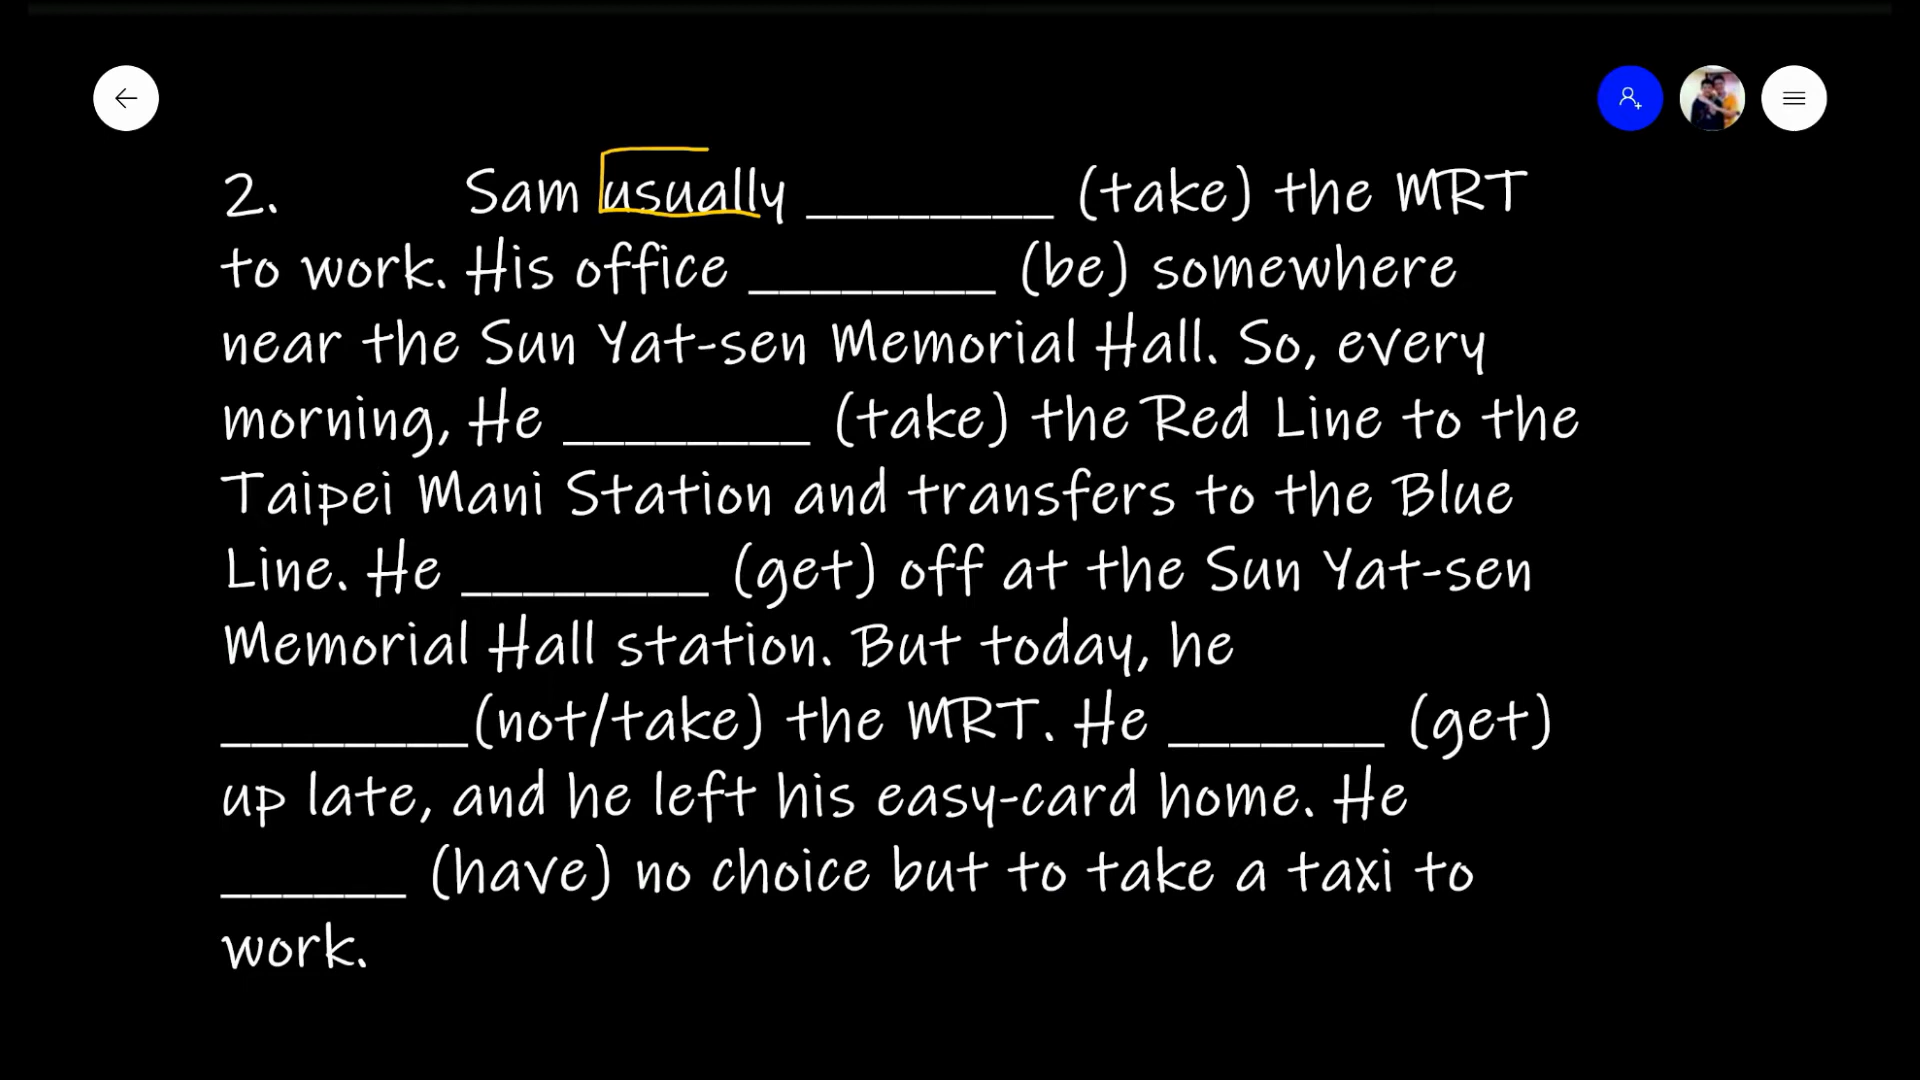 2. Sam usually ________ (take) the MRT
to work. His office ________ (be) somewhere
near the Sun Yat-sen Memorial Hall. So, every
morning, He ________ (take) the Red Line to the
Taipei Mani Station and transfers to the Blue
Line. He ________ (get) off at the Sun Yat-sen
Memorial Hall station. But today, he
________(not/take) the MRT. He _______ (get)
up late, and he left his easy-card home. He
______ (have) no choice but to take a taxi to
work.